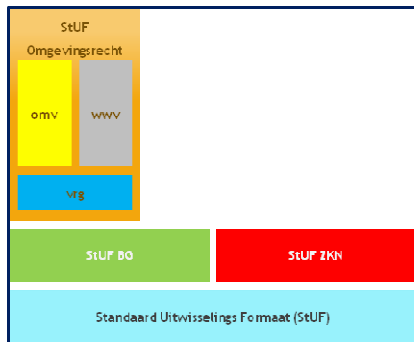 StUF
Omgevingsrecht
omv
wwv
vrg
StUF BG
StUF ZKN
Standaard Uitwisselings Formaat (StUF)